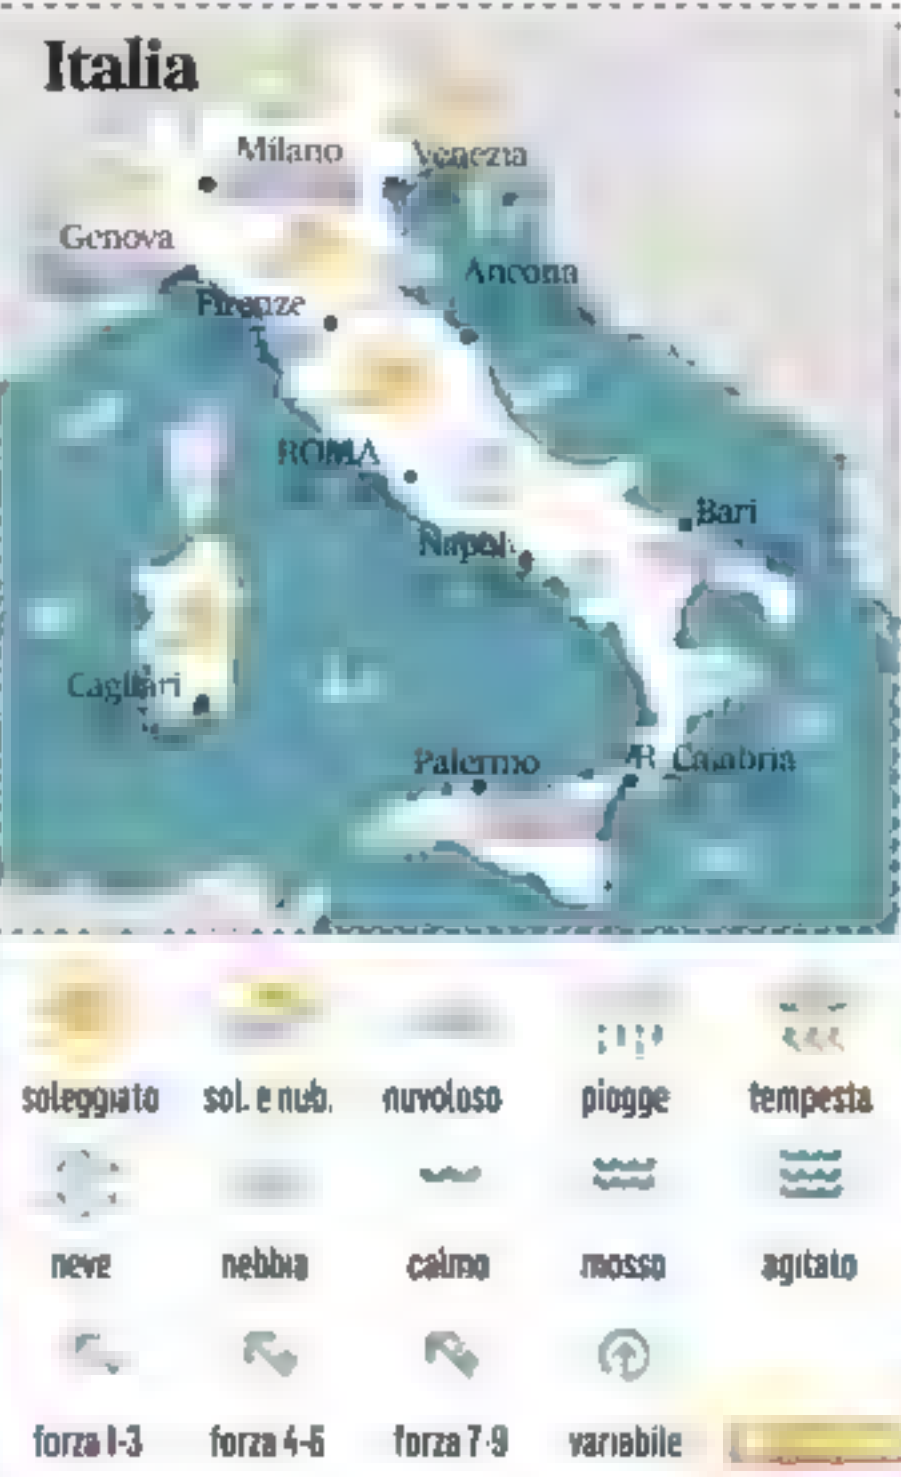 Italia
Milano
Venezia
Genova
Ancona
Firenze
ROMA
Bari
Napoli
Cagliari
Palermo
R. Calabria
soleggiato sol. e nub. nuvoloso piogge tempesta
neve nebbia calmo mosso agitato
forza 1-3 forza 4-6 forza 7-9 variabile